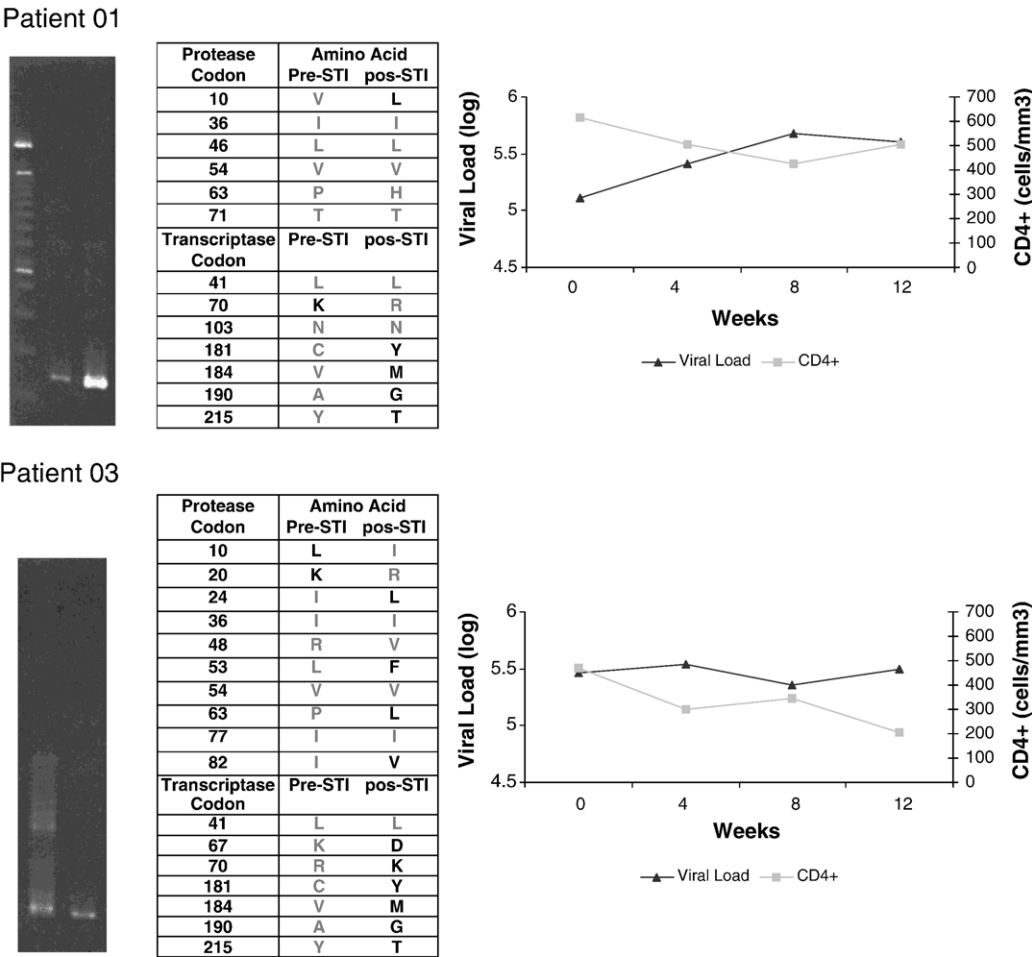 Patient 01
Protease Amino Acid
Codon Pre-STI pos-STI
10 V L
36 I I
46 L L
54 V V
63 P H
71 T T
Transcriptase Pre-STI pos-STI
Codon
41 L L
70 K R
103 N N
181 C Y
184 V M
190 A G
215 Y T
Viral Load (log)
6
5.5
5
4.5
700
600
500
400
300
200
100
0
CD4+ (cells/mm3)
0 4 8 12
Weeks
Viral Load CD4+
Patient 03
Protease Amino Acid
Codon Pre-STI pos-STI
10 L I
20 K R
24 I L
36 I I
48 R V
53 L F
54 V V
63 P L
77 I I
82 I V
Transcriptase Pre-STI pos-STI
Codon
41 L L
67 K D
70 R K
181 C Y
184 V M
190 A G
215 Y T
Viral Load (log)
6
5.5
5
4.5
700
600
500
400
300
200
100
0
CD4+ (cells/mm3)
0 4 8 12
Weeks
Viral Load CD4+